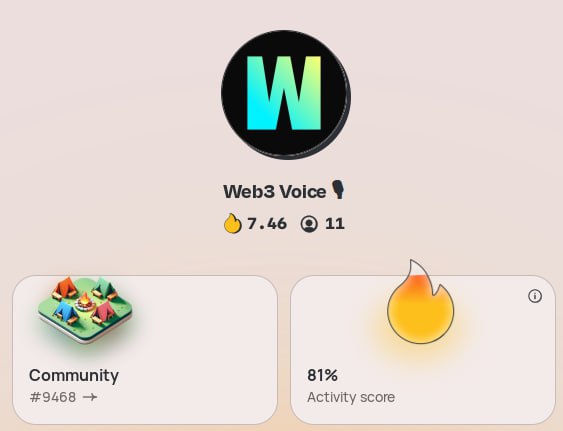 W
Web3 Voice
7.46 11
Community
#9468 →
81%
Activity score